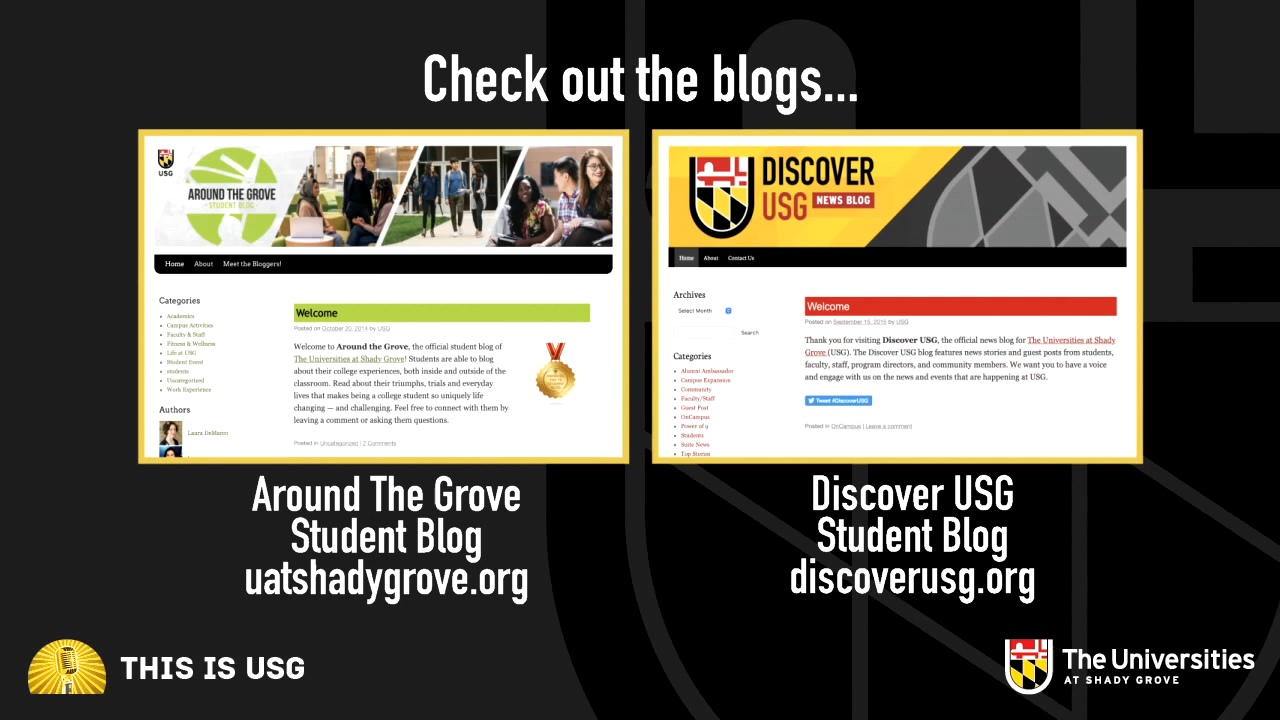 Check out the blogs...
USG
AROUND THE GROVE
STUDENT BLOG
Home About Meet the Bloggers!
Categories
Academics
Campus Activities
Faculty & Staff
Fitness & Wellness
Life at USG
Student Event
students
Uncategorized
Work Experience
Authors
Laura DeMarco
Welcome
Posted on October 20, 2014 by USG
Welcome to Around the Grove, the official student blog of
The Universities at Shady Grove! Students are able to blog
about their college experiences, both inside and outside of the
classroom. Read about their triumphs, trials and everyday
lives that makes being a college student so uniquely life
changing — and challenging. Feel free to connect with them by
leaving a comment or asking them questions.
Posted in Uncategorized | 2 Comments
DISCOVER
USG NEWS BLOG
Home About Contact Us
Archives
Select Month
Search
Categories
Alumni Ambassador
Campus Expansion
Community
Faculty/Staff
Guest Post
OnCampus
Power of 9
Students
Suite News
Top Stories
Welcome
Posted on September 15, 2015 by USG
Thank you for visiting Discover USG, the official news blog for The Universities at Shady
Grove (USG). The Discover USG blog features news stories and guest posts from students,
faculty, staff, program directors, and community members. We want you to have a voice
and engage with us on the news and events that are happening at USG.
Tweet #DiscoverUSG
Posted in OnCampus | Leave a comment
Around The Grove
Student Blog
uatshadygrove.org
Discover USG
Student Blog
discoverusg.org
THIS IS USG
The Universities
AT SHADY GROVE